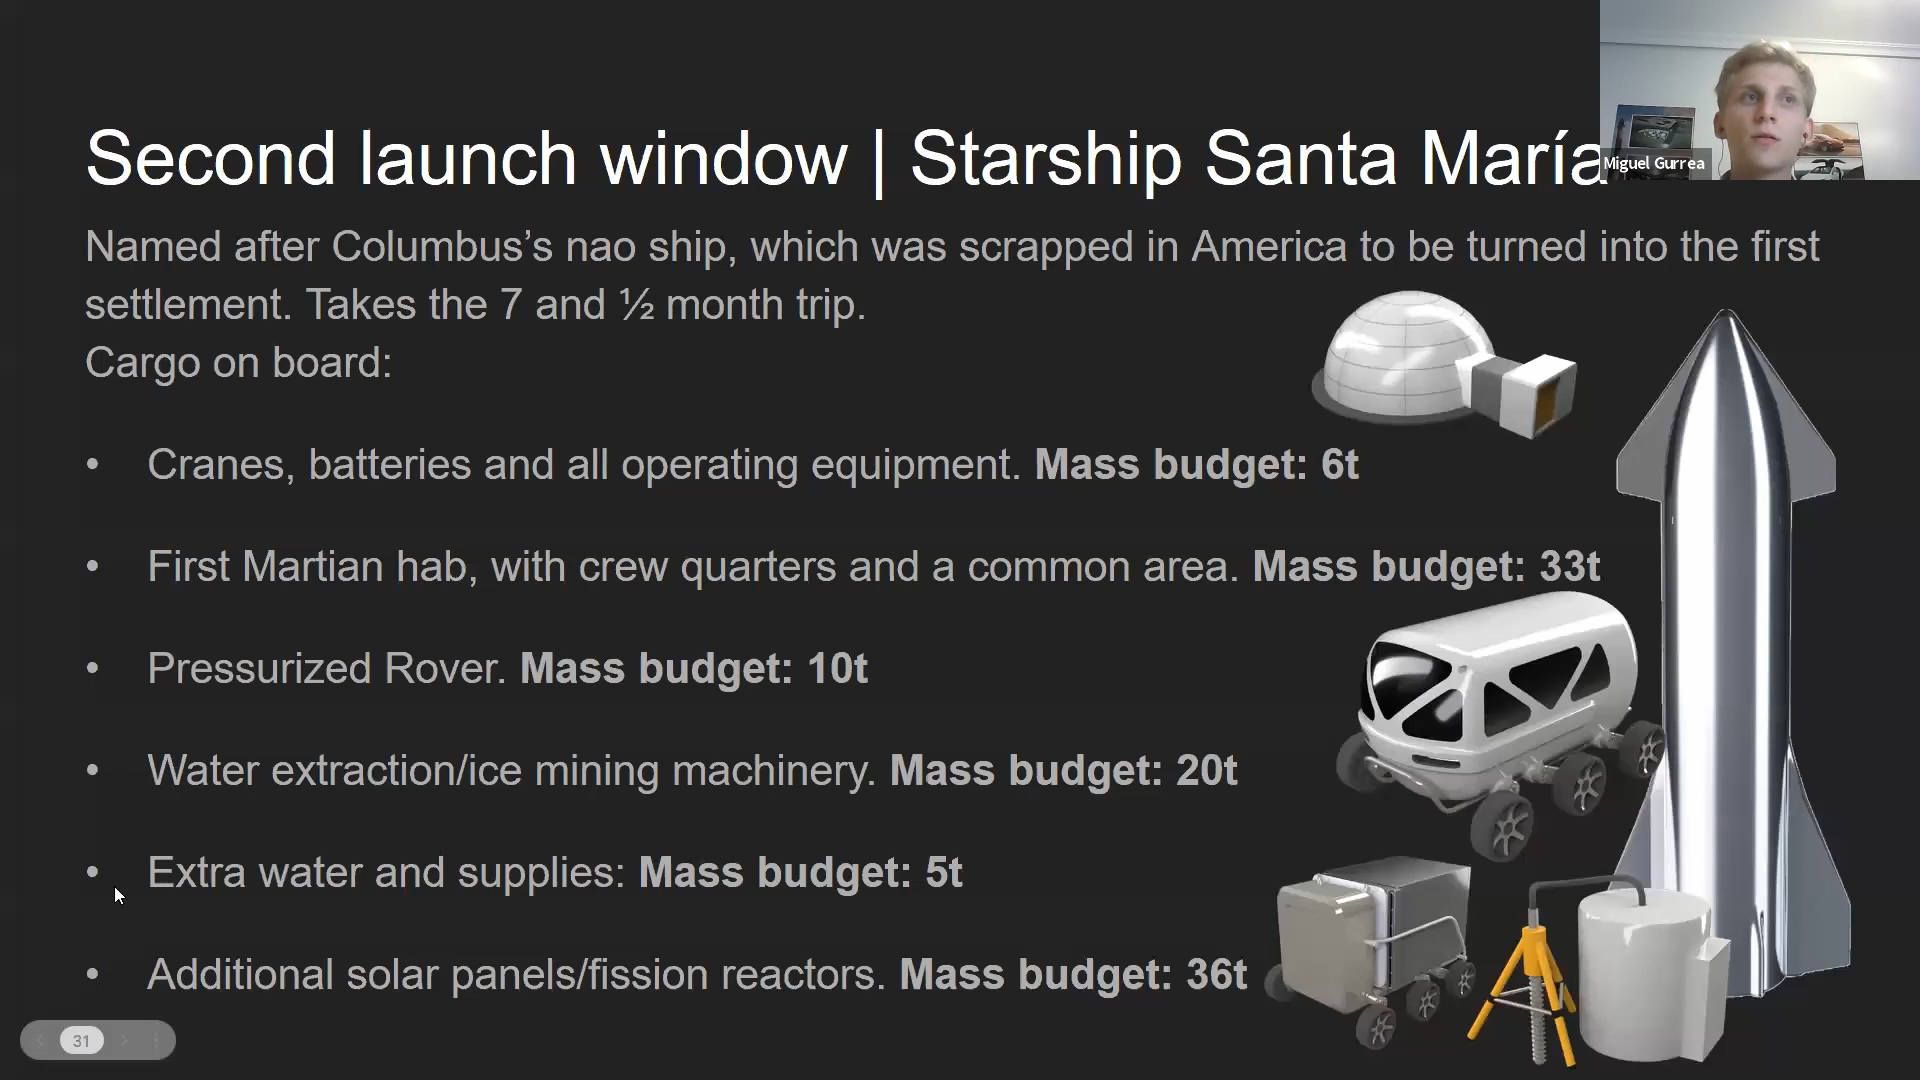 Second launch window | Starship Santa María
Miguel Gurrea
Named after Columbus’s nao ship, which was scrapped in America to be turned into the first
settlement. Takes the 7 and ½ month trip.
Cargo on board:
• Cranes, batteries and all operating equipment. Mass budget: 6t
• First Martian hab, with crew quarters and a common area. Mass budget: 33t
• Pressurized Rover. Mass budget: 10t
• Water extraction/ice mining machinery. Mass budget: 20t
• Extra water and supplies: Mass budget: 5t
• Additional solar panels/fission reactors. Mass budget: 36t
31